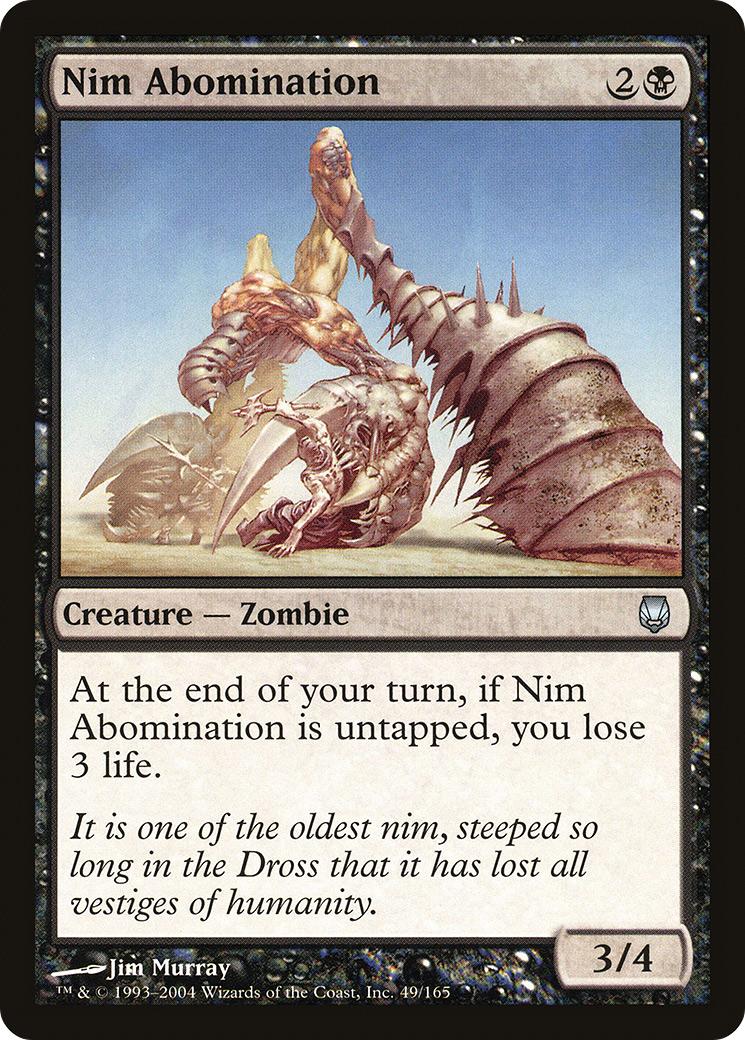 Nim Abomination 2
Creature — Zombie
At the end of your turn, if Nim
Abomination is untapped, you lose
3 life.
It is one of the oldest nim, steeped so
long in the Dross that it has lost all
vestiges of humanity.
3/4
Jim Murray
™ & © 1993–2004 Wizards of the Coast, Inc. 49/165